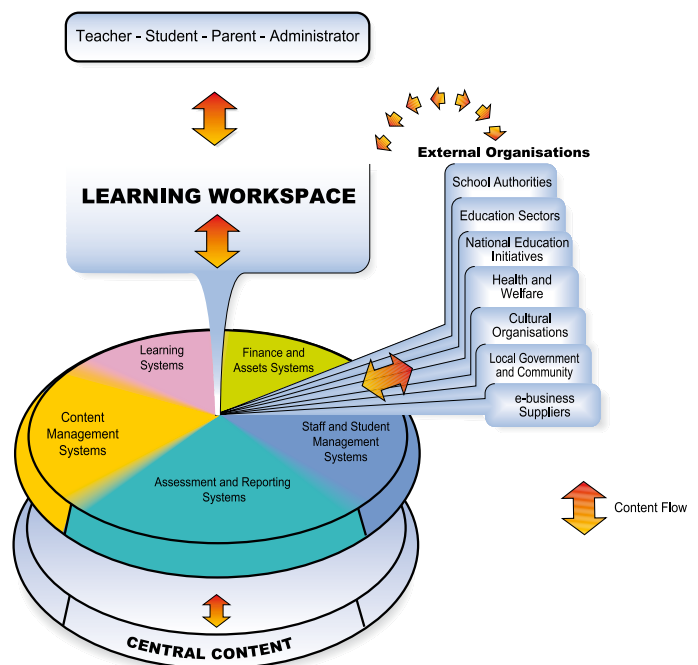 Teacher - Student - Parent - Administrator
External Organisations
School Authorities
LEARNING WORKSPACE
Education Sectors
National Education
Initiatives
Health and
Welfare
Cultural
Organisations
Local Government
and Community
e-business
Suppliers
Learning
Systems
Finance and
Assets Systems
Content
Management
Systems
Staff and Student
Management
Systems
Assessment and Reporting
Systems
Content Flow
CENTRAL CONTENT